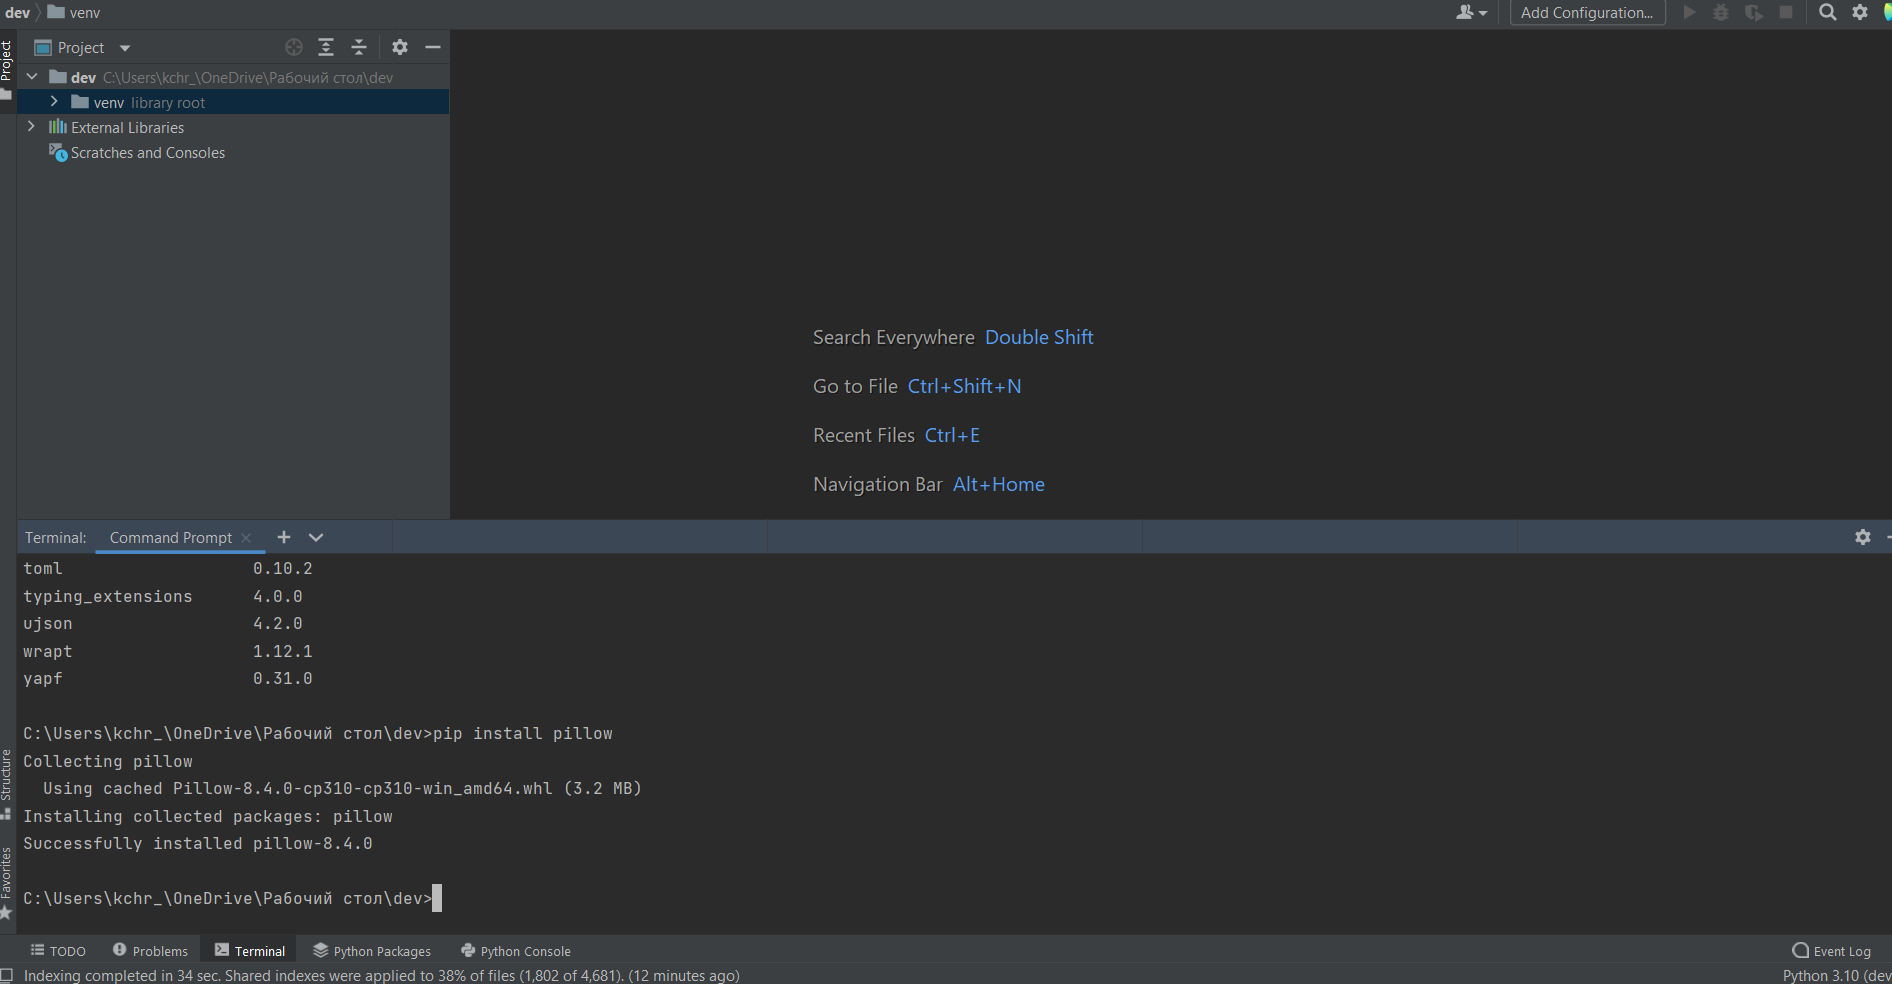 dev venv Add Configuration...
Project
Project
dev C:\Users\kchr_\OneDrive\Рабочий стол\dev
venv library root
External Libraries
Scratches and Consoles
Search Everywhere Double Shift
Go to File Ctrl+Shift+N
Recent Files Ctrl+E
Navigation Bar Alt+Home
Terminal: Command Prompt
toml 0.10.2
typing_extensions 4.0.0
ujson 4.2.0
wrapt 1.12.1
yapf 0.31.0
C:\Users\kchr_\OneDrive\Рабочий стол\dev>pip install pillow
Collecting pillow
Using cached Pillow-8.4.0-cp310-cp310-win_amd64.whl (3.2 MB)
Installing collected packages: pillow
Successfully installed pillow-8.4.0
C:\Users\kchr_\OneDrive\Рабочий стол\dev>
Structure
Favorites
TODO Problems Terminal Python Packages Python Console Event Log
Indexing completed in 34 sec. Shared indexes were applied to 38% of files (1,802 of 4,681). (12 minutes ago) Python 3.10 (dev